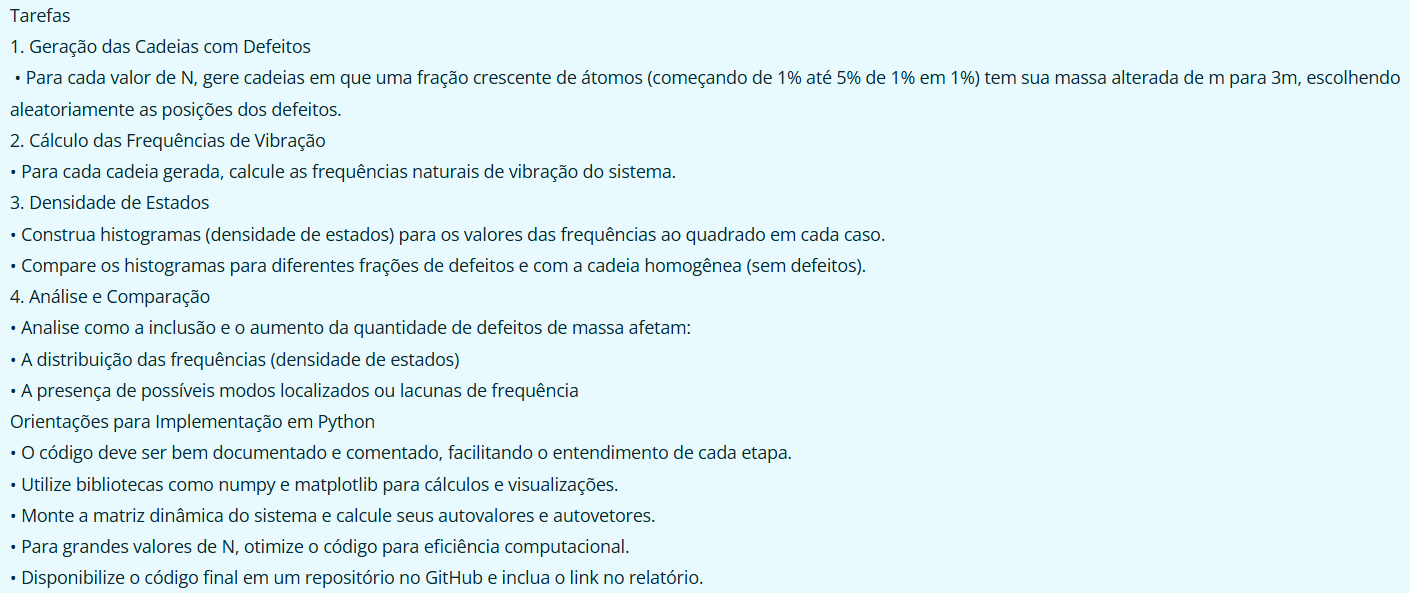 Tarefas
1. Geração das Cadeias com Defeitos
• Para cada valor de N, gere cadeias em que uma fração crescente de átomos (começando de 1% até 5% de 1% em 1%) tem sua massa alterada de m para 3m, escolhendo
aleatoriamente as posições dos defeitos.
2. Cálculo das Frequências de Vibração
• Para cada cadeia gerada, calcule as frequências naturais de vibração do sistema.
3. Densidade de Estados
• Construa histogramas (densidade de estados) para os valores das frequências ao quadrado em cada caso.
• Compare os histogramas para diferentes frações de defeitos e com a cadeia homogênea (sem defeitos).
4. Análise e Comparação
• Analise como a inclusão e o aumento da quantidade de defeitos de massa afetam:
• A distribuição das frequências (densidade de estados)
• A presença de possíveis modos localizados ou lacunas de frequência
Orientações para Implementação em Python
• O código deve ser bem documentado e comentado, facilitando o entendimento de cada etapa.
• Utilize bibliotecas como numpy e matplotlib para cálculos e visualizações.
• Monte a matriz dinâmica do sistema e calcule seus autovalores e autovetores.
• Para grandes valores de N, otimize o código para eficiência computacional.
• Disponibilize o código final em um repositório no GitHub e inclua o link no relatório.